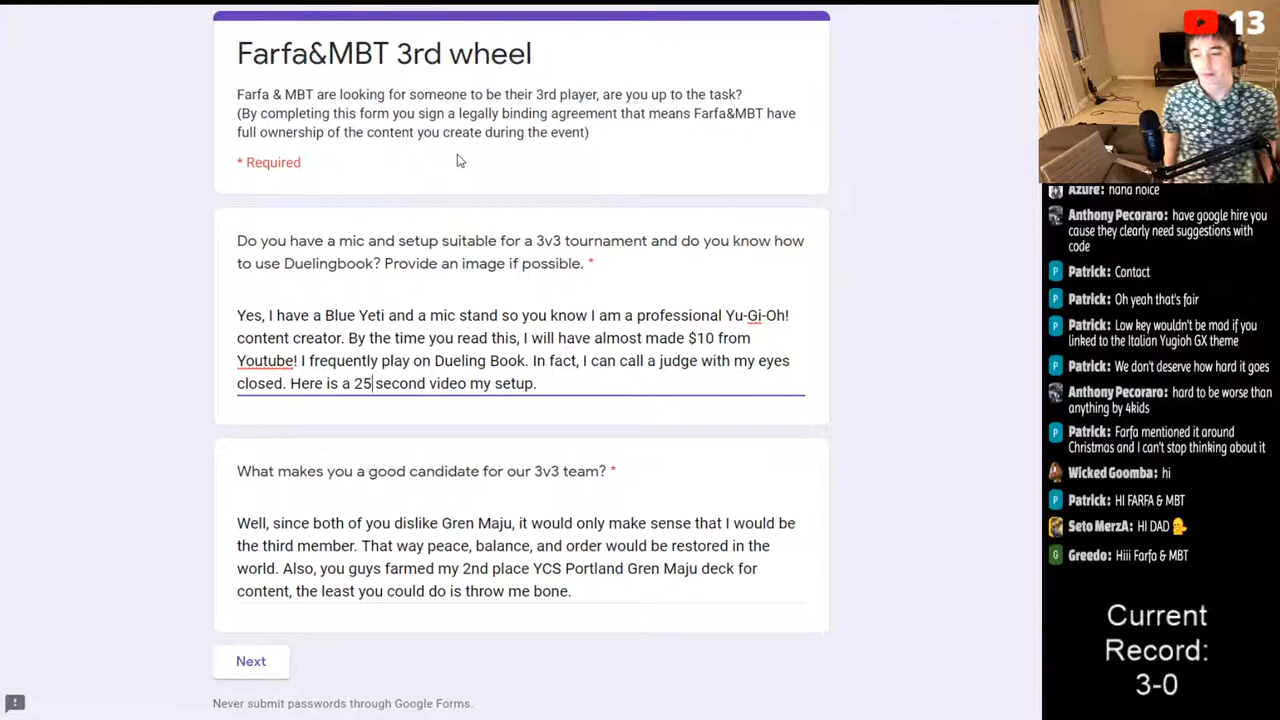 Farfa&MBT 3rd wheel
Farfa & MBT are looking for someone to be their 3rd player, are you up to the task?
(By completing this form you sign a legally binding agreement that means Farfa&MBT have
full ownership of the content you create during the event)
* Required
Do you have a mic and setup suitable for a 3v3 tournament and do you know how
to use Duelingbook? Provide an image if possible. *
Yes, I have a Blue Yeti and a mic stand so you know I am a professional Yu-Gi-Oh!
content creator. By the time you read this, I will have almost made $10 from
Youtube! I frequently play on Dueling Book. In fact, I can call a judge with my eyes
closed. Here is a 25 second video my setup.
What makes you a good candidate for our 3v3 team? *
Well, since both of you dislike Gren Maju, it would only make sense that I would be
the third member. That way peace, balance, and order would be restored in the
world. Also, you guys farmed my 2nd place YCS Portland Gren Maju deck for
content, the least you could do is throw me bone.
Next
Never submit passwords through Google Forms.
13
Azure: nana noice
Anthony Pecoraro: have google hire you
cause they clearly need suggestions with
code
P Patrick: Contact
P Patrick: Oh yeah that's fair
P Patrick: Low key wouldn't be mad if you
linked to the Italian Yugioh GX theme
P Patrick: We don't deserve how hard it goes
Anthony Pecoraro: hard to be worse than
anything by 4kids
P Patrick: Farfa mentioned it around
Christmas and I can't stop thinking about it
Wicked Goomba: hi
P Patrick: HI FARFA & MBT
Seto MerzA: HI DAD
G Greedo: Hiii Farfa & MBT
Current
Record:
3-0